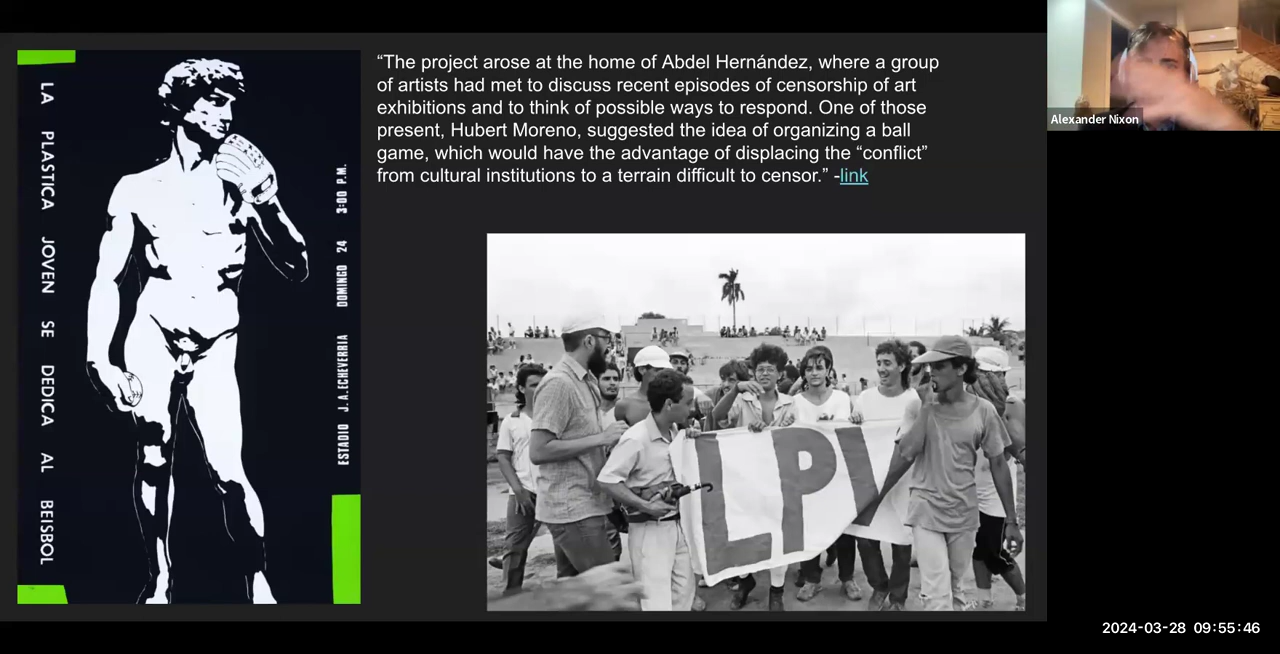 LA PLASTICA JOVEN SE DEDICA AL BEISBOL
ESTADIO J. A. ECHEVERRIA DOMINGO 24 3:00 P.M.
“The project arose at the home of Abdel Hernández, where a group
of artists had met to discuss recent episodes of censorship of art
exhibitions and to think of possible ways to respond. One of those
present, Hubert Moreno, suggested the idea of organizing a ball
game, which would have the advantage of displacing the “conflict”
from cultural institutions to a terrain difficult to censor.” -link
LPV
Alexander Nixon
2024-03-28 09:55:46